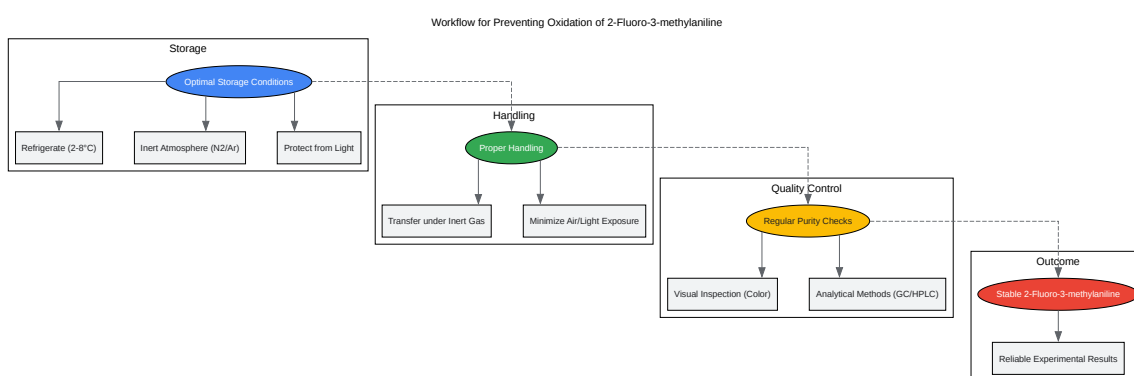 Workflow for Preventing Oxidation of 2-Fluoro-3-methylaniline
Storage
Optimal Storage Conditions
Refrigerate (2-8°C)
Inert Atmosphere (N2/Ar)
Protect from Light
Handling
Proper Handling
Transfer under Inert Gas
Minimize Air/Light Exposure
Quality Control
Regular Purity Checks
Visual Inspection (Color)
Analytical Methods (GC/HPLC)
Outcome
Stable 2-Fluoro-3-methylaniline
Reliable Experimental Results